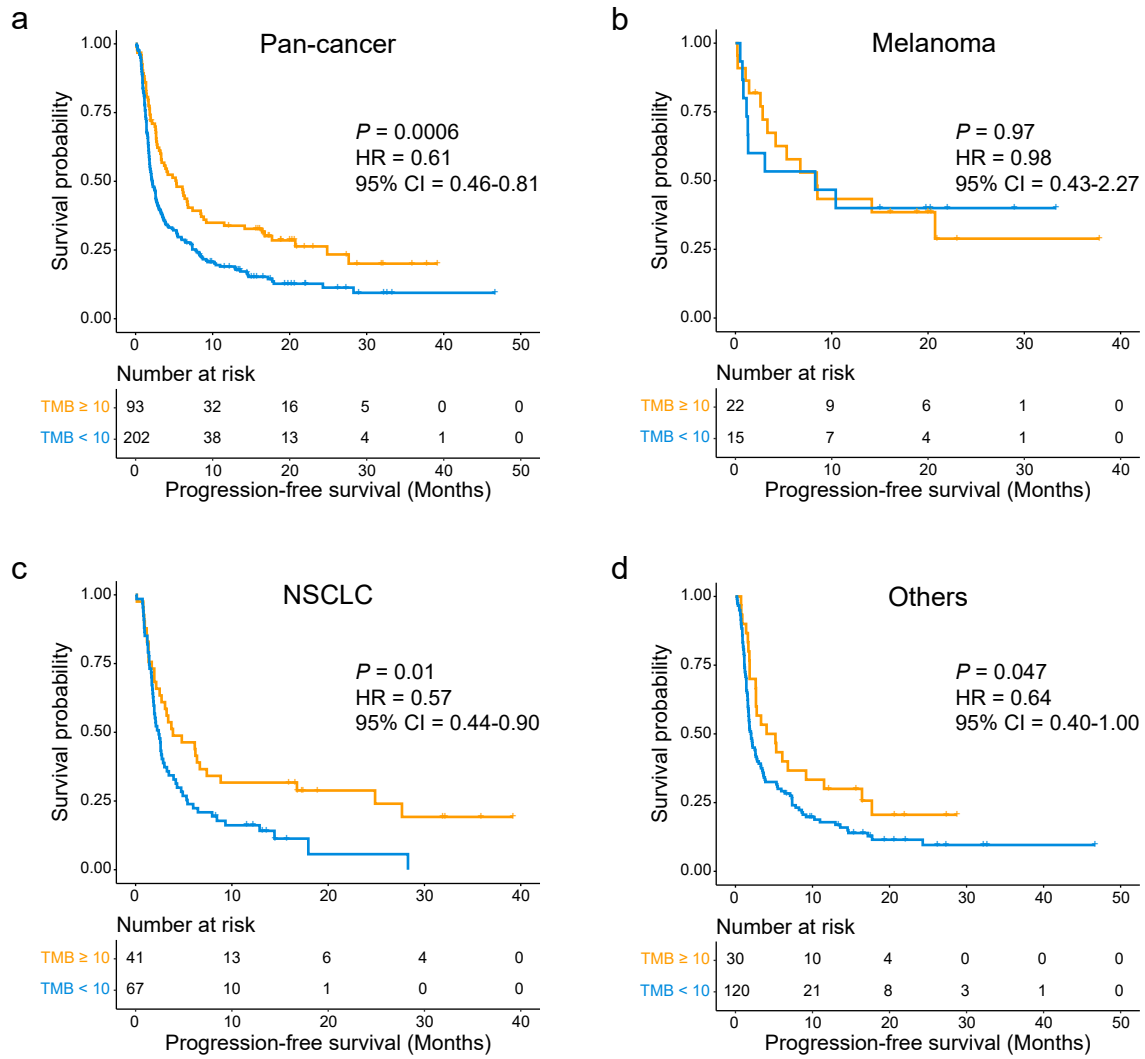 a
Pan-cancer
Survival probability
1.00
0.75
0.50
0.25
0.00
P = 0.0006
HR = 0.61
95% CI = 0.46-0.81
0 10 20 30 40 50
Number at risk
TMB ≥ 10 93 32 16 5 0 0
TMB < 10 202 38 13 4 1 0
0 10 20 30 40 50
Progression-free survival (Months)
b
Melanoma
Survival probability
1.00
0.75
0.50
0.25
0.00
P = 0.97
HR = 0.98
95% CI = 0.43-2.27
0 10 20 30 40
Number at risk
TMB ≥ 10 22 9 6 1 0
TMB < 10 15 7 4 1 0
0 10 20 30 40
Progression-free survival (Months)
c
NSCLC
Survival probability
1.00
0.75
0.50
0.25
0.00
P = 0.01
HR = 0.57
95% CI = 0.44-0.90
0 10 20 30 40
Number at risk
TMB ≥ 10 41 13 6 4 0
TMB < 10 67 10 1 0 0
0 10 20 30 40
Progression-free survival (Months)
d
Others
Survival probability
1.00
0.75
0.50
0.25
0.00
P = 0.047
HR = 0.64
95% CI = 0.40-1.00
0 10 20 30 40 50
Number at risk
TMB ≥ 10 30 10 4 0 0 0
TMB < 10 120 21 8 3 1 0
0 10 20 30 40 50
Progression-free survival (Months)